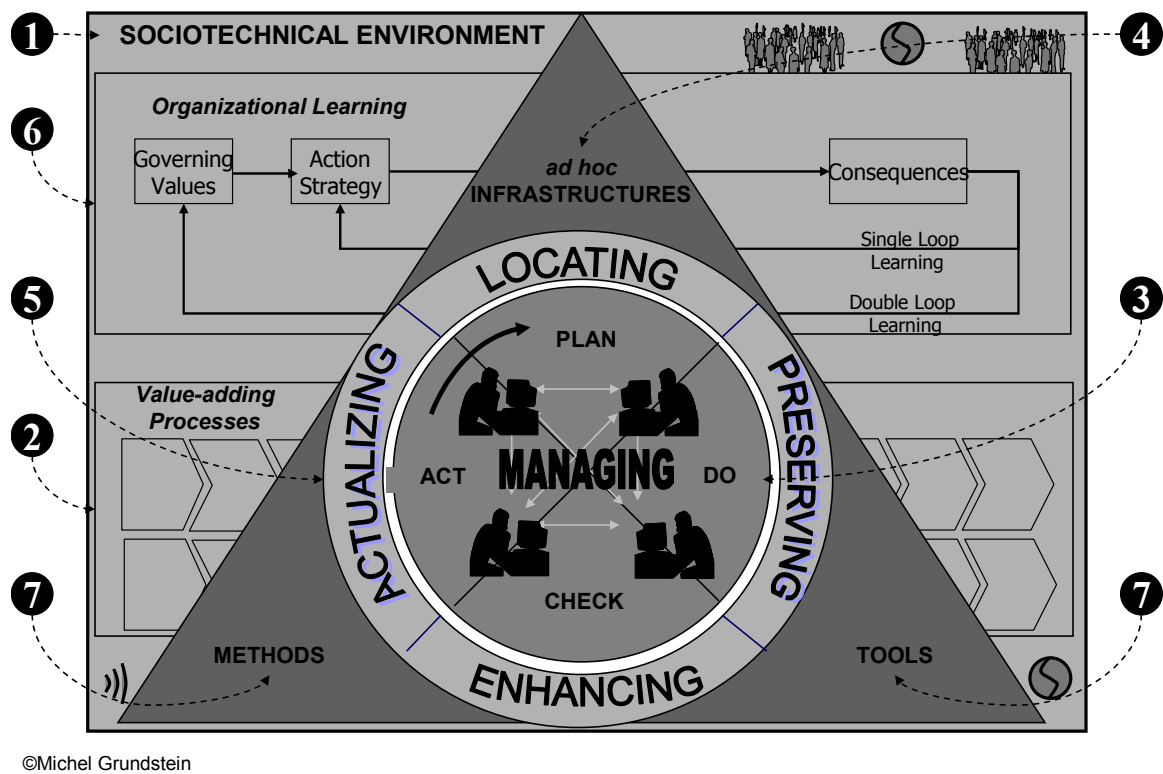 1
SOCIOTECHNICAL ENVIRONMENT
4
6
Organizational Learning
Governing
Values
Action
Strategy
ad hoc
INFRASTRUCTURES
Consequences
Single Loop
Learning
Double Loop
Learning
5
3
LOCATING
PLAN
ACTUALIZING
PRESERVING
Value-adding
Processes
2
ACT
MANAGING
DO
CHECK
7
7
METHODS
TOOLS
ENHANCING
©Michel Grundstein